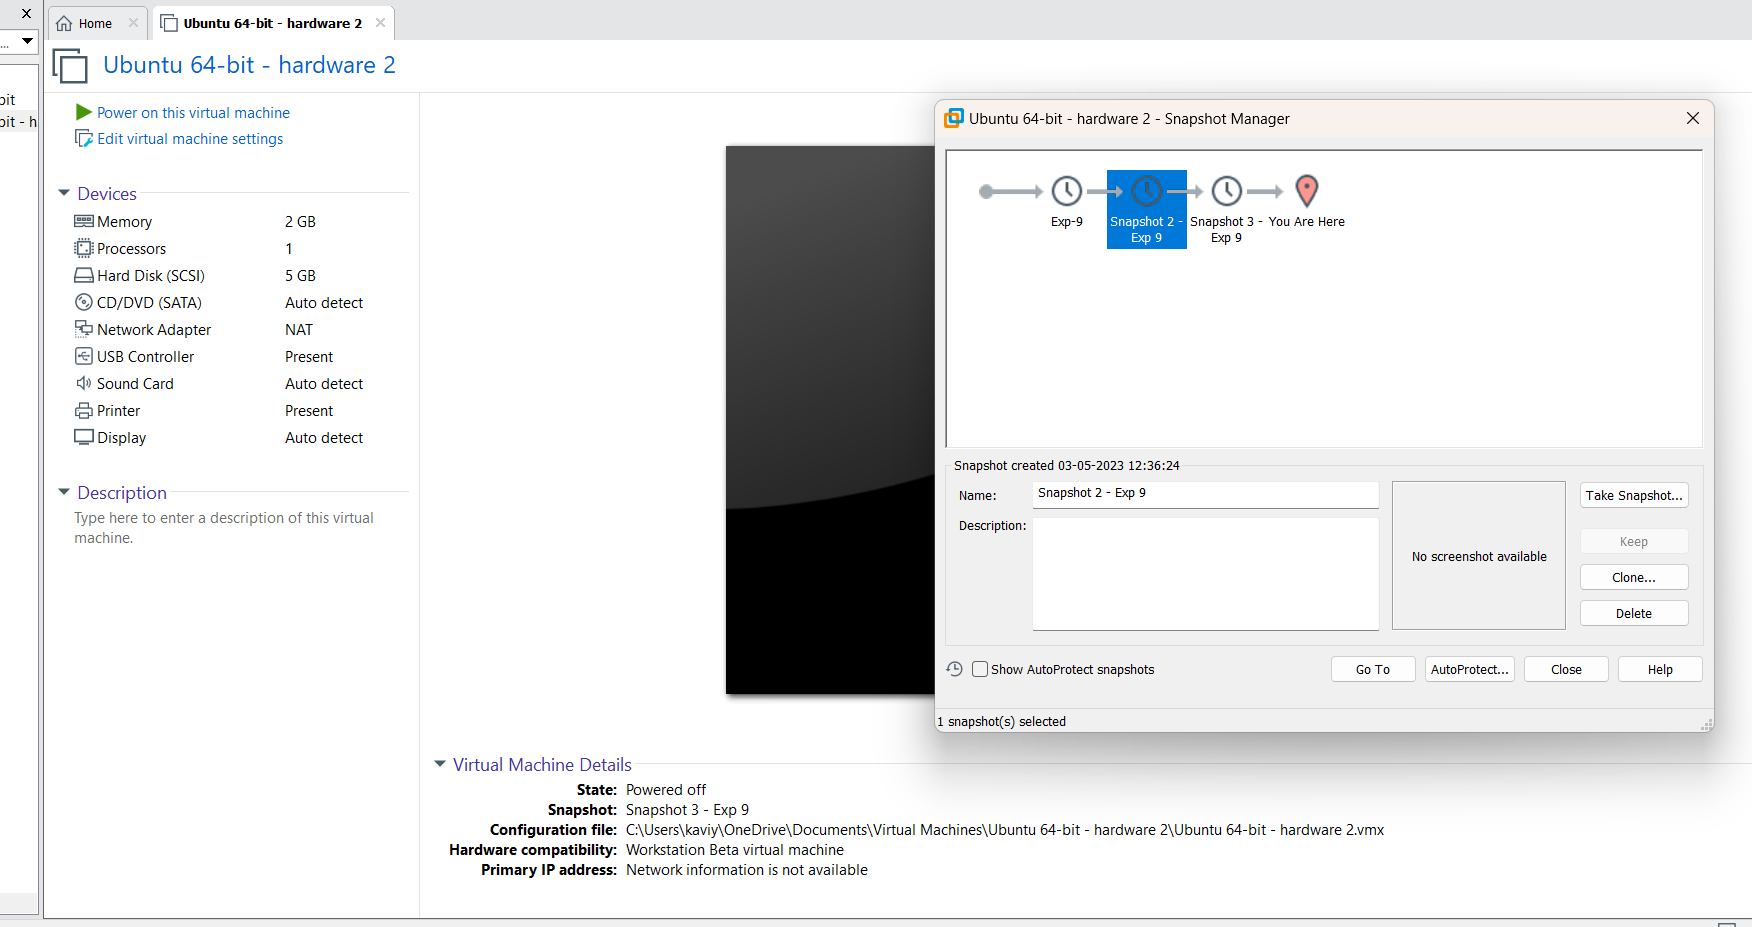 Home
Ubuntu 64-bit - hardware 2
...
bit
bit - h
Ubuntu 64-bit - hardware 2
Power on this virtual machine
Edit virtual machine settings
Devices
Memory 2 GB
Processors 1
Hard Disk (SCSI) 5 GB
CD/DVD (SATA) Auto detect
Network Adapter NAT
USB Controller Present
Sound Card Auto detect
Printer Present
Display Auto detect
Description
Type here to enter a description of this virtual
machine.
Ubuntu 64-bit - hardware 2 - Snapshot Manager
Exp-9
Snapshot 2 -
Exp 9
Snapshot 3 -
Exp 9
You Are Here
Snapshot created 03-05-2023 12:36:24
Name: Snapshot 2 - Exp 9
Description:
No screenshot available
Take Snapshot...
Keep
Clone...
Delete
Show AutoProtect snapshots
Go To
AutoProtect...
Close
Help
1 snapshot(s) selected
Virtual Machine Details
State: Powered off
Snapshot: Snapshot 3 - Exp 9
Configuration file: C:\Users\kaviy\OneDrive\Documents\Virtual Machines\Ubuntu 64-bit - hardware 2\Ubuntu 64-bit - hardware 2.vmx
Hardware compatibility: Workstation Beta virtual machine
Primary IP address: Network information is not available